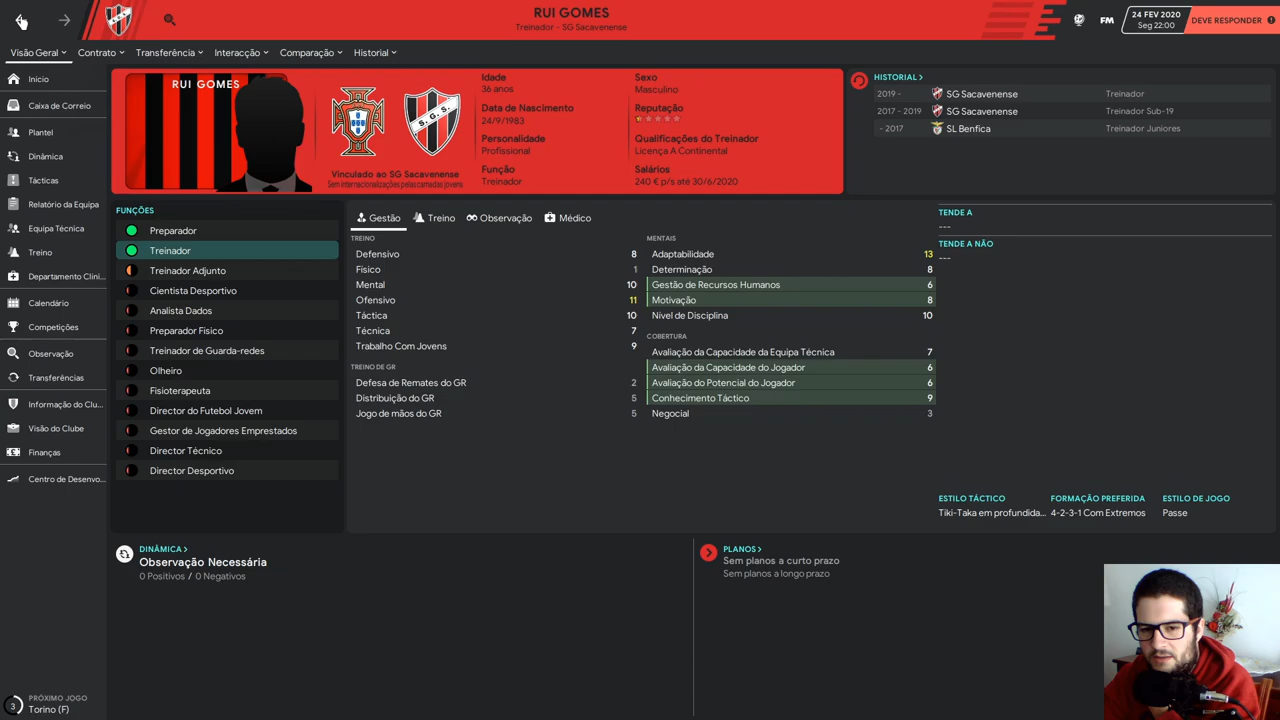 RUI GOMES
Treinador - SG Sacavenense
FM
24 FEV 2020
Seg 22:00
DEVE RESPONDER
Visão Geral
Contrato
Transferência
Interacção
Comparação
Historial
Início
Caixa de Correio
Plantel
Dinâmica
Tácticas
Relatório da Equipa
Equipa Técnica
Treino
Departamento Clíni...
Calendário
Competições
Observação
Transferências
Informação do Clu...
Visão do Clube
Finanças
Centro de Desenvo...
3
PRÓXIMO JOGO
Torino (F)
RUI GOMES
S. G. S.
Vinculado ao SG Sacavenense
Sem internacionalizações pelas camadas jovens
Idade
36 anos
Data de Nascimento
24/9/1983
Personalidade
Profissional
Função
Treinador
Sexo
Masculino
Reputação
Qualificações do Treinador
Licença A Continental
Salários
240 € p/s até 30/6/2020
HISTORIAL
2019 - SG Sacavenense Treinador
2017 - 2019 SG Sacavenense Treinador Sub-19
- 2017 SL Benfica Treinador Juniores
FUNÇÕES
Preparador
Treinador
Treinador Adjunto
Cientista Desportivo
Analista Dados
Preparador Físico
Treinador de Guarda-redes
Olheiro
Fisioterapeuta
Director do Futebol Jovem
Gestor de Jogadores Emprestados
Director Técnico
Director Desportivo
Gestão
Treino
Observação
Médico
TREINO
Defensivo 8
Físico 1
Mental 10
Ofensivo 11
Táctica 10
Técnica 7
Trabalho Com Jovens 9
TREINO DE GR
Defesa de Remates do GR 2
Distribuição do GR 5
Jogo de mãos do GR 5
MENTAIS
Adaptabilidade 13
Determinação 8
Gestão de Recursos Humanos 6
Motivação 8
Nível de Disciplina 10
COBERTURA
Avaliação da Capacidade da Equipa Técnica 7
Avaliação da Capacidade do Jogador 6
Avaliação do Potencial do Jogador 6
Conhecimento Táctico 9
Negocial 3
TENDE A
---
TENDE A NÃO
---
ESTILO TÁCTICO
Tiki-Taka em profundida...
FORMAÇÃO PREFERIDA
4-2-3-1 Com Extremos
ESTILO DE JOGO
Passe
DINÂMICA
Observação Necessária
0 Positivos / 0 Negativos
PLANOS
Sem planos a curto prazo
Sem planos a longo prazo